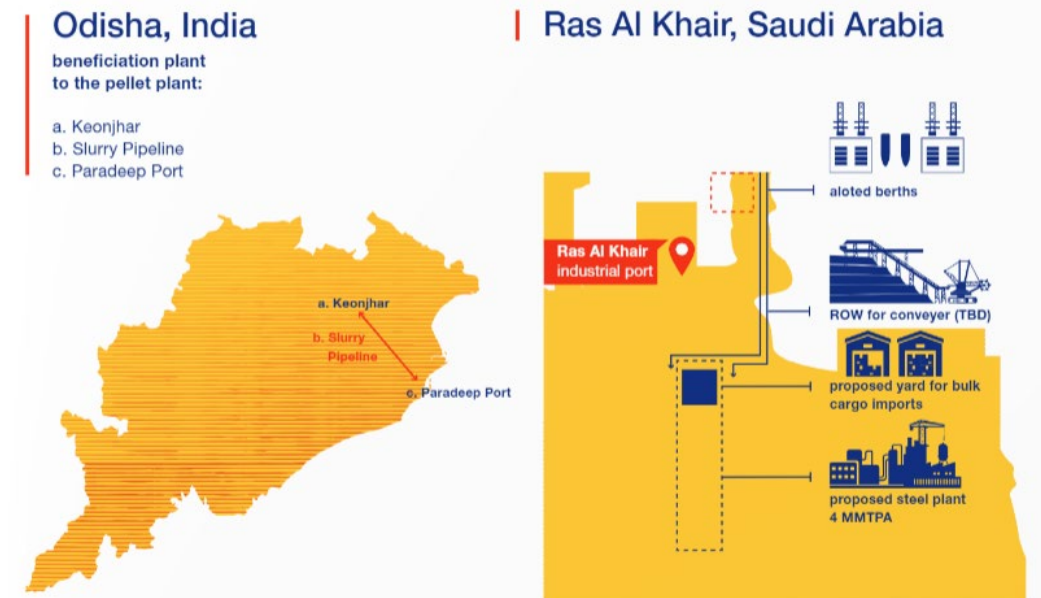 Odisha, India
beneficiation plant
to the pellet plant:
a. Keonjhar
b. Slurry Pipeline
c. Paradeep Port
a. Keonjhar
b. Slurry
Pipeline
c. Paradeep Port
Ras Al Khair, Saudi Arabia
aloted berths
Ras Al Khair
industrial port
ROW for conveyer (TBD)
proposed yard for bulk
cargo imports
proposed steel plant
4 MMTPA